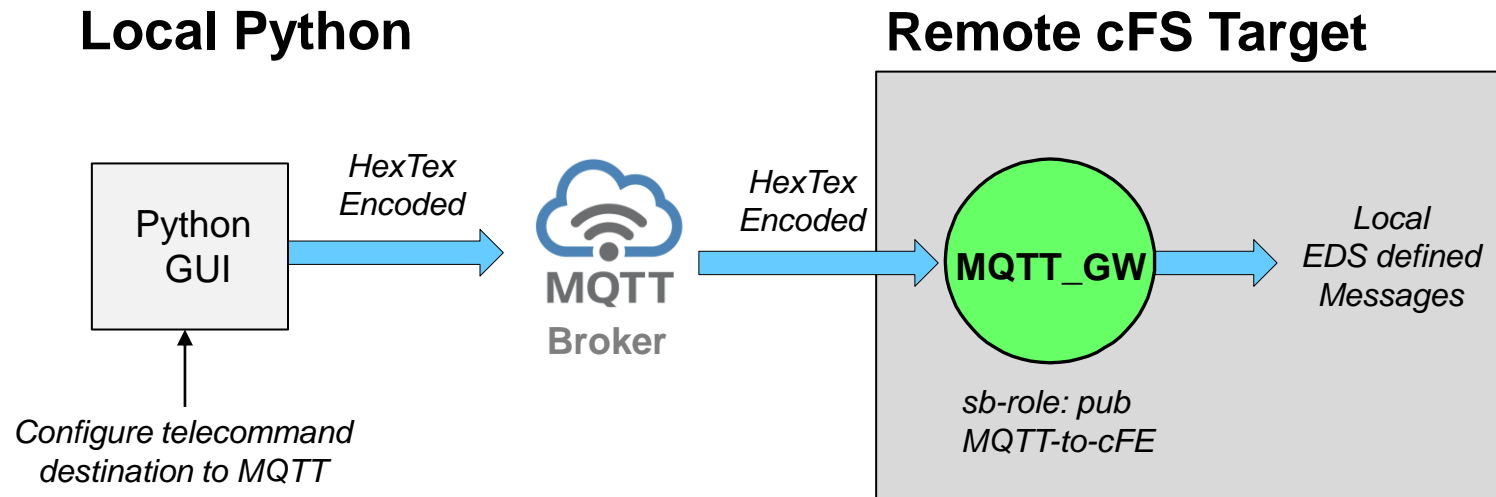 Local Python
Remote cFS Target
HexTex
Encoded
Python
GUI
MQTT
Broker
HexTex
Encoded
MQTT_GW
Local
EDS defined
Messages
sb-role: pub
MQTT-to-cFE
Configure telecommand
destination to MQTT